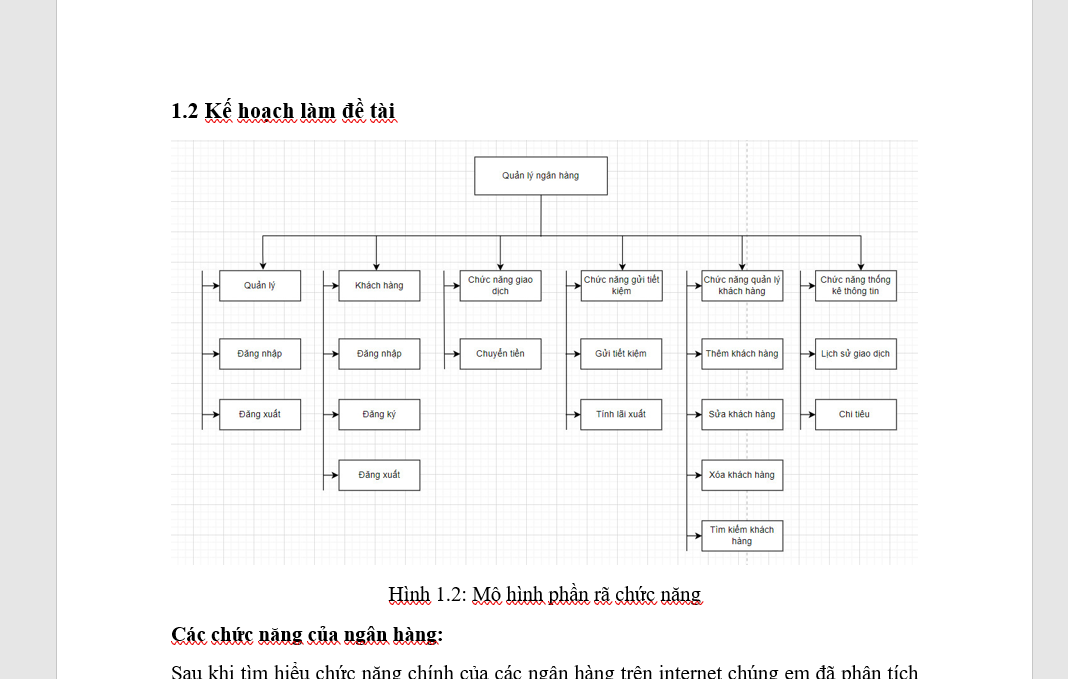 1.2 Kế hoạch làm đề tài
Quản lý ngân hàng
Quản lý
Khách hàng
Chức năng giao
dịch
Chức năng gửi tiết
kiệm
Chức năng quản lý
khách hàng
Chức năng thống
kê thông tin
Đăng nhập
Đăng nhập
Chuyển tiền
Gửi tiết kiệm
Thêm khách hàng
Lịch sử giao dịch
Đăng xuất
Đăng ký
Tính lãi xuất
Sửa khách hàng
Chi tiêu
Đăng xuất
Xóa khách hàng
Tìm kiếm khách
hàng
Hình 1.2: Mô hình phần rã chức năng
Các chức năng của ngân hàng:
Sau khi tìm hiểu chức năng chính của các ngân hàng trên internet chúng em đã phân tích